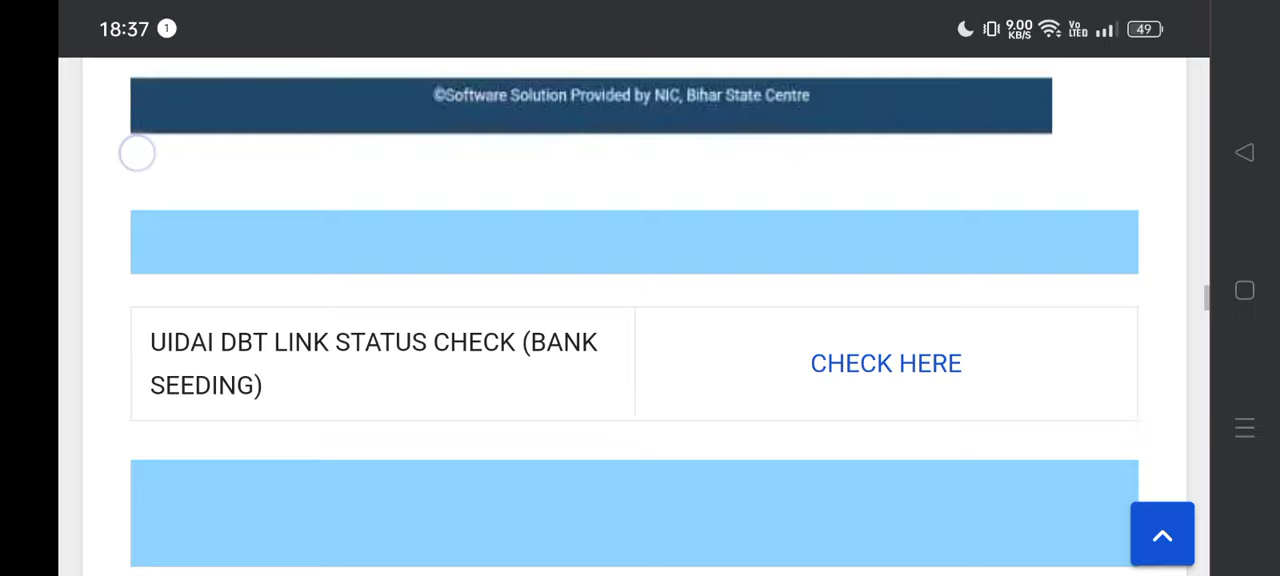 18:37 1 9.00 KB/S Vo LTE 49
©Software Solution Provided by NIC, Bihar State Centre
UIDAI DBT LINK STATUS CHECK (BANK
SEEDING)
CHECK HERE